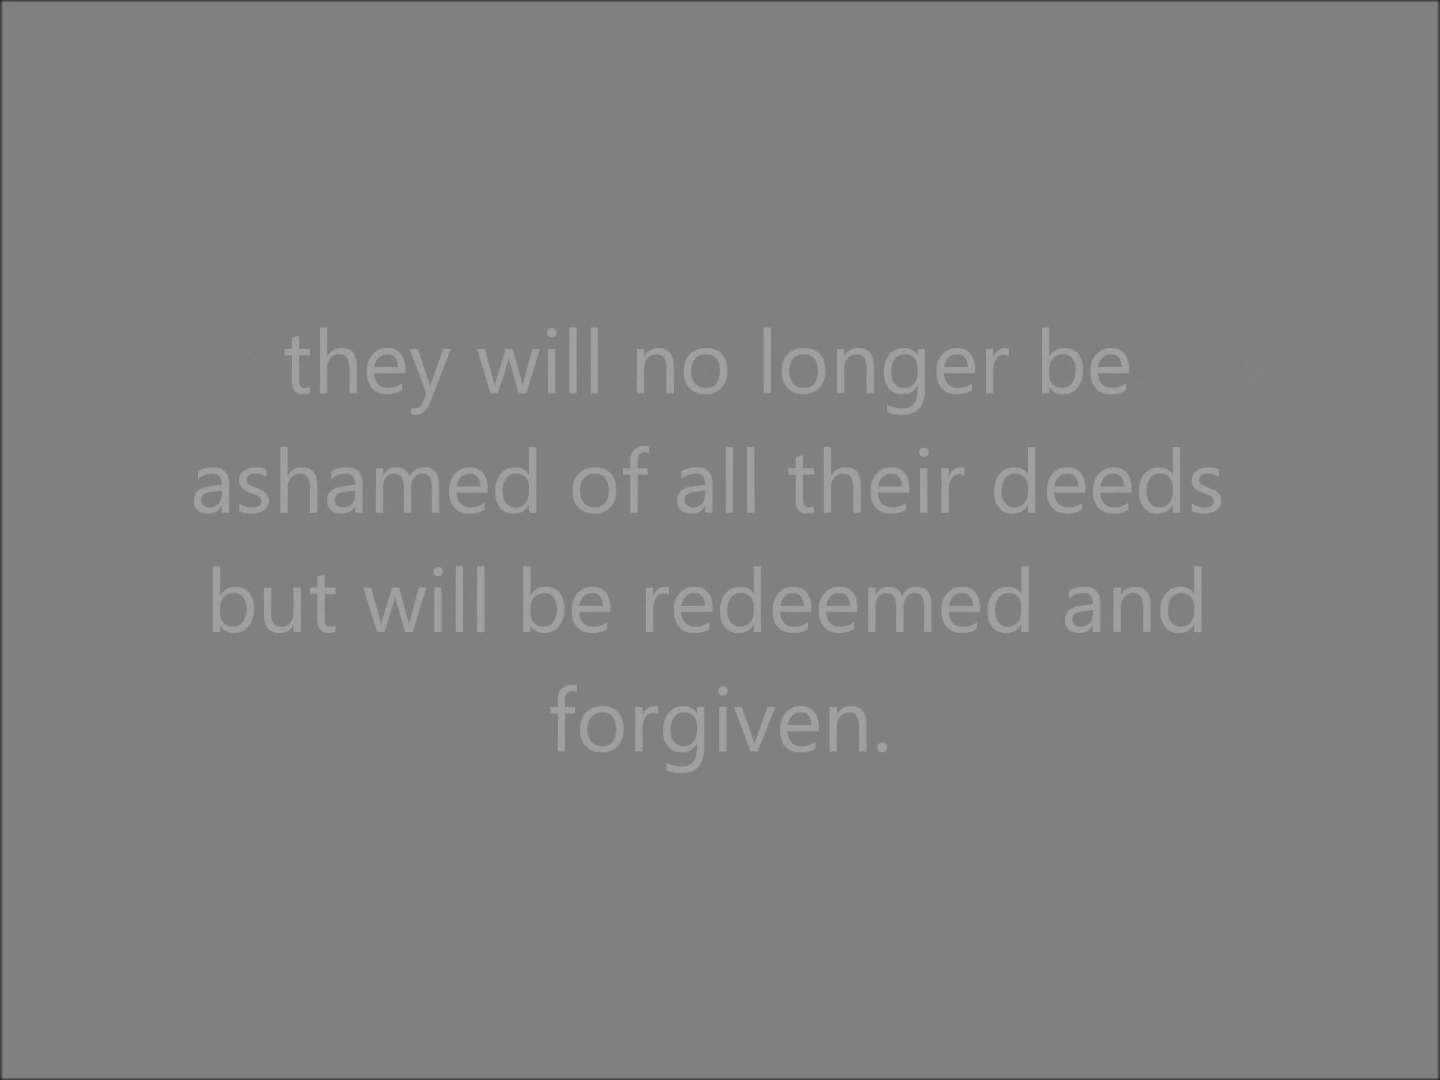 they will no longer be
ashamed of all their deeds
but will be redeemed and
forgiven.